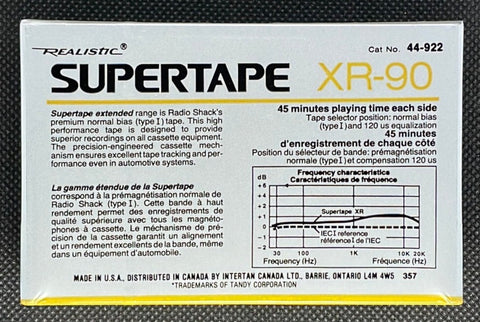 REALISTIC®
Cat No. 44-922
SUPERTAPE XR-90
Supertape extended range is Radio Shack's
premium normal bias (type I) tape. This high
performance tape is designed to provide
superior recordings on all cassette equipment.
The precision-engineered cassette mech-
anism ensures excellent tape tracking and per-
formance even in automotive systems.
La gamme étendue de la Supertape
correspond à la prémagnétisation normale de
Radio Shack (type I). Cette bande à haut
rendement permet des enregistrements de
qualité supérieure avec tous les magnéto-
phones à cassette. Le méchanisme de pré-
cision de la cassette garantit un alignement
et un rendement excellents de la bande, même
dans un équipement d'automobile.
45 minutes playing time each side
Tape selector position: normal bias
(type I) and 120 us equalization
45 minutes
d'enregistrement de chaque côté
Position du sélecteur de bande: prémagnétisation
normale (type I) et compensation 120 us
Frequency characteristics
Caractéristiques de fréquence
dB
+6
+4
+2
0
-2
Supertape XR
IEC I reference
référence I de l'IEC
30 100 1K 10K 20K
Frequency (Hz) Fréquence (Hz)
MADE IN U.S.A., DISTRIBUTED IN CANADA BY INTERTAN CANADA LTD., BARRIE, ONTARIO L4M 4W5 357
*TRADEMARKS OF TANDY CORPORATION